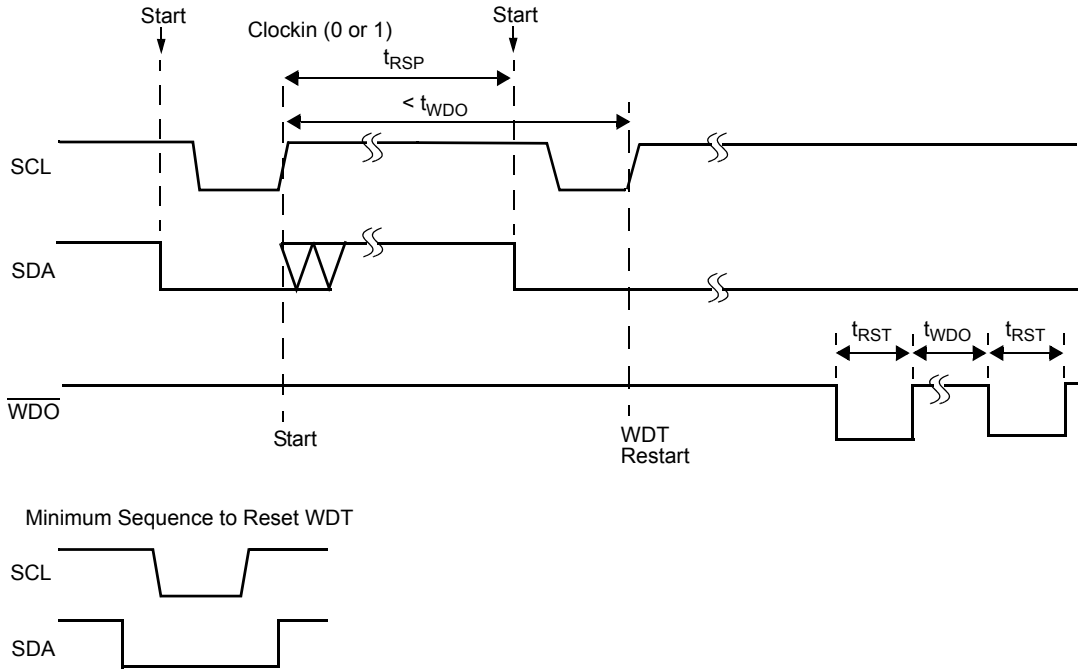 Start
Start
Clockin (0 or 1)
tRSP
< tWDO
SCL
SDA
tRST
tWDO
tRST
WDO
Start
WDT
Restart
Minimum Sequence to Reset WDT
SCL
SDA